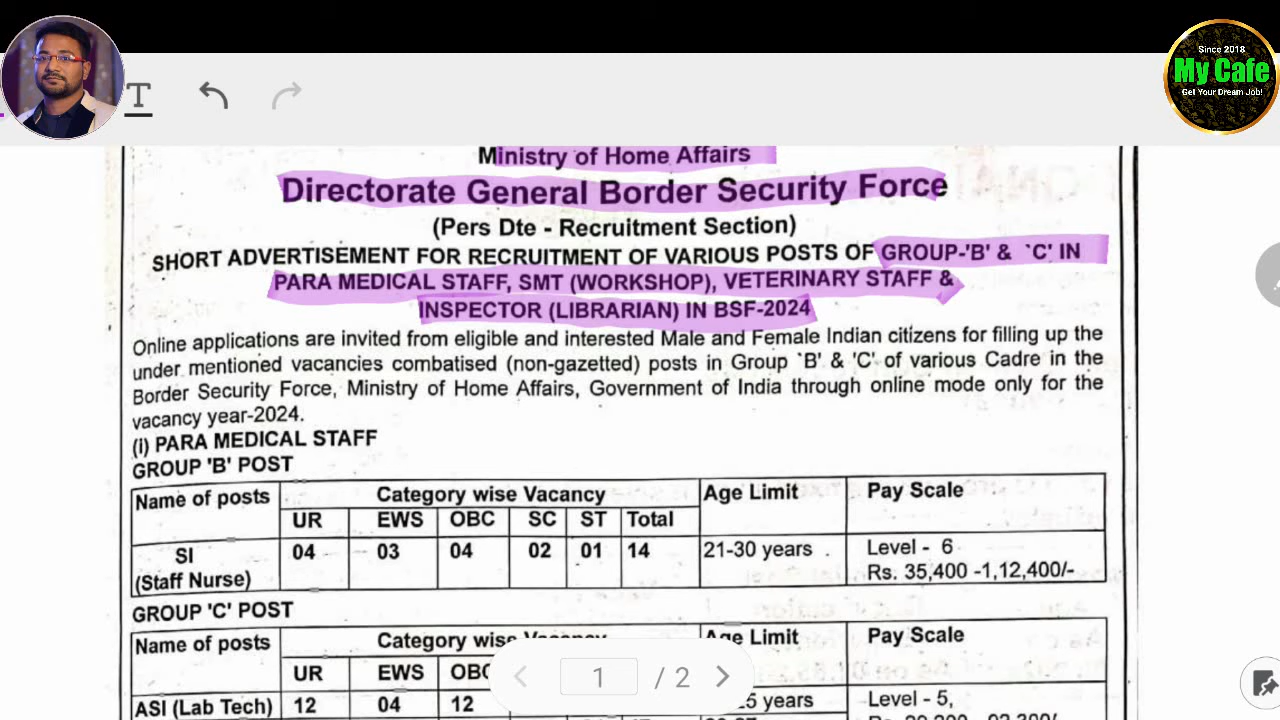 Since 2018
My Cafe
Get Your Dream Job!
T
Ministry of Home Affairs
Directorate General Border Security Force
(Pers Dte - Recruitment Section)
SHORT ADVERTISEMENT FOR RECRUITMENT OF VARIOUS POSTS OF GROUP-'B' & `C' IN
PARA MEDICAL STAFF, SMT (WORKSHOP), VETERINARY STAFF &
INSPECTOR (LIBRARIAN) IN BSF-2024
Online applications are invited from eligible and interested Male and Female Indian citizens for filling up the
under mentioned vacancies combatised (non-gazetted) posts in Group `B' & 'C' of various Cadre in the
Border Security Force, Ministry of Home Affairs, Government of India through online mode only for the
vacancy year-2024.
(i) PARA MEDICAL STAFF
GROUP 'B' POST
Name of posts Category wise Vacancy Age Limit Pay Scale
UR EWS OBC SC ST Total
SI 04 03 04 02 01 14 21-30 years Level - 6
(Staff Nurse) Rs. 35,400 -1,12,400/-
GROUP 'C' POST
Name of posts Category wise Age Limit Pay Scale
UR EWS
ASI (Lab Tech) 12 04 12 years Level - 5,
1 / 2